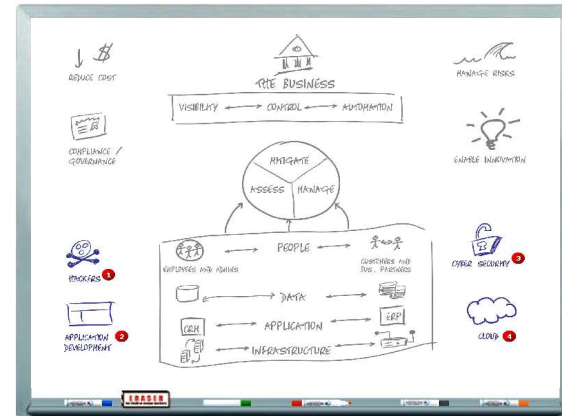 REDUCE COST
THE BUSINESS
MANAGE RISKS
VISIBILITY CONTROL AUTOMATION
COMPLIANCE /
GOVERNANCE
ENABLE INNOVATION
MITIGATE
ASSESS MANAGE
PEOPLE
EMPLOYEES AND ADMINS
CUSTOMERS AND
BUS. PARTNERS
HACKERS 1
CYBER SECURITY 3
DATA
APPLICATION
DEVELOPMENT 2
CRM APPLICATION ERP
CLOUD 4
INFRASTRUCTURE
ERASER